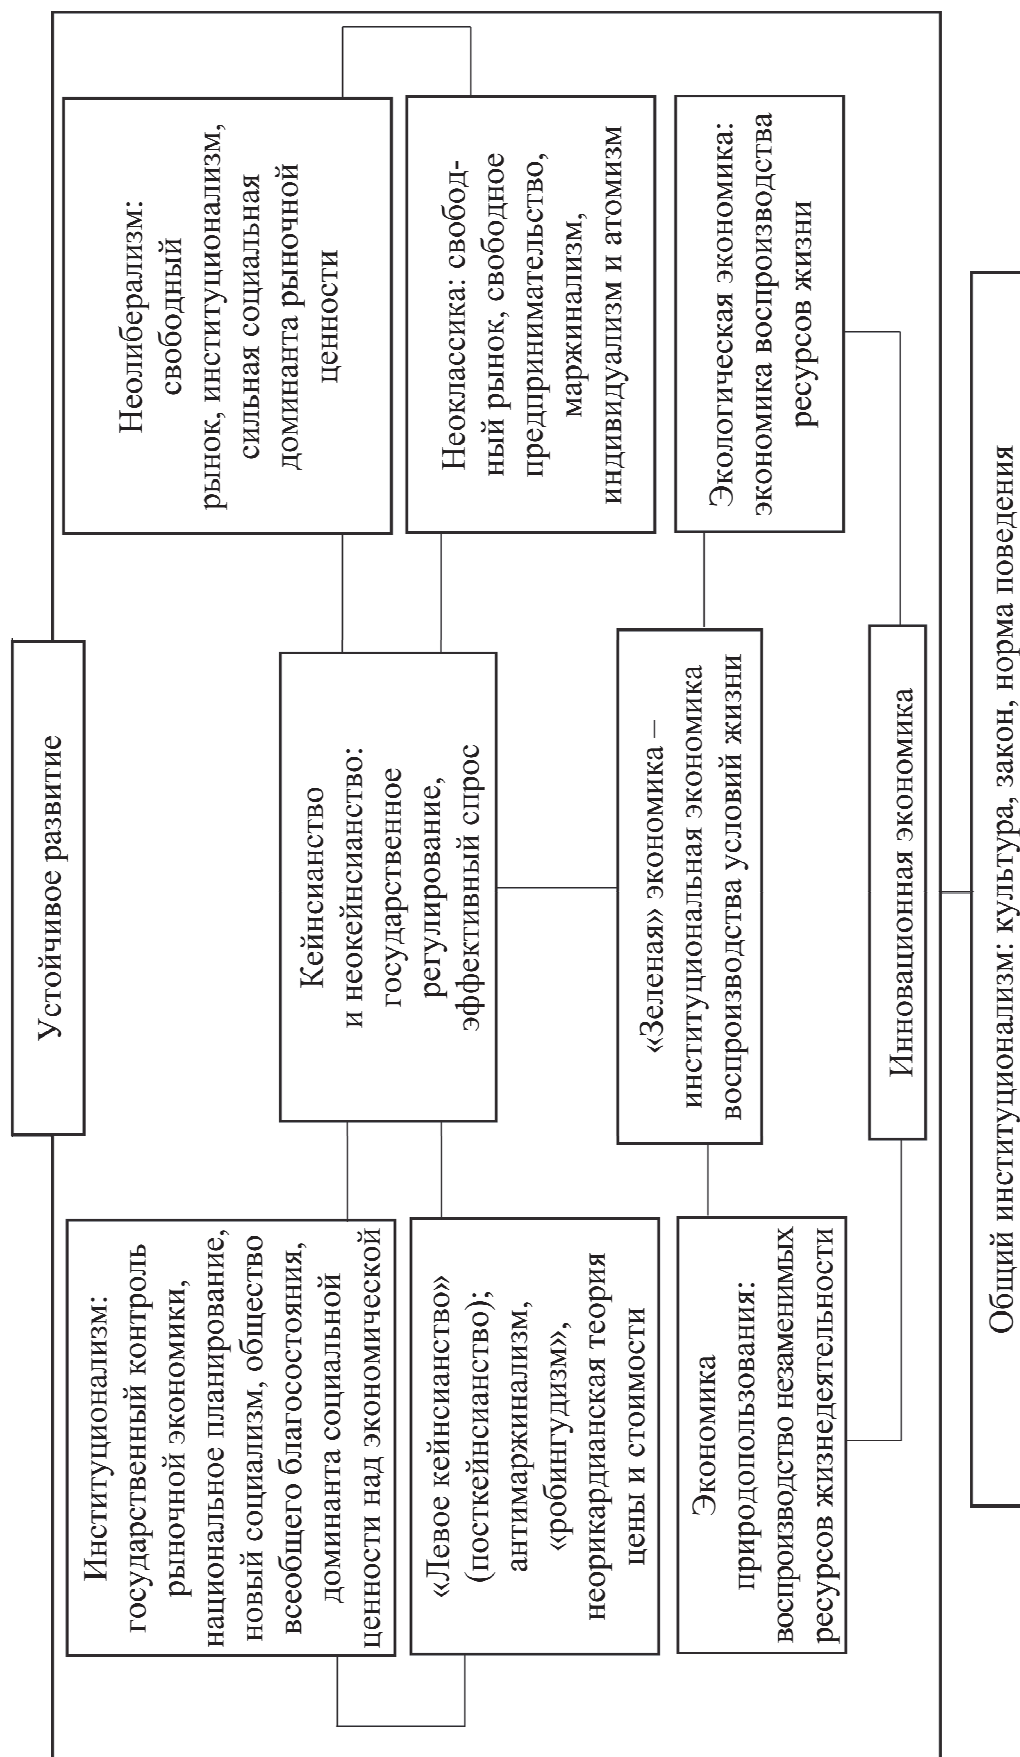 Устойчивое развитие
Институционализм:
государственный контроль
рыночной экономики,
национальное планирование,
новый социализм, общество
всеобщего благосостояния,
доминанта социальной
ценности над экономической
Кейнсианство
и неокейнсианство:
государственное
регулирование,
эффективный спрос
Неолиберализм:
свободный
рынок, институционализм,
сильная социальная
доминанта рыночной
ценности
«Левое кейнсианство»
(посткейнсианство);
антимаржинализм,
«робингудизм»,
неорикардианская теория
цены и стоимости
Неоклассика: свобод-
ный рынок, свободное
предпринимательство,
маржинализм,
индивидуализм и атомизм
Экономика
природопользования:
воспроизводство незаменимых
ресурсов жизнедеятельности
«Зеленая» экономика –
институциональная экономика
воспроизводства условий жизни
Экологическая экономика:
экономика воспроизводства
ресурсов жизни
Инновационная экономика
Общий институционализм: культура, закон, норма поведения